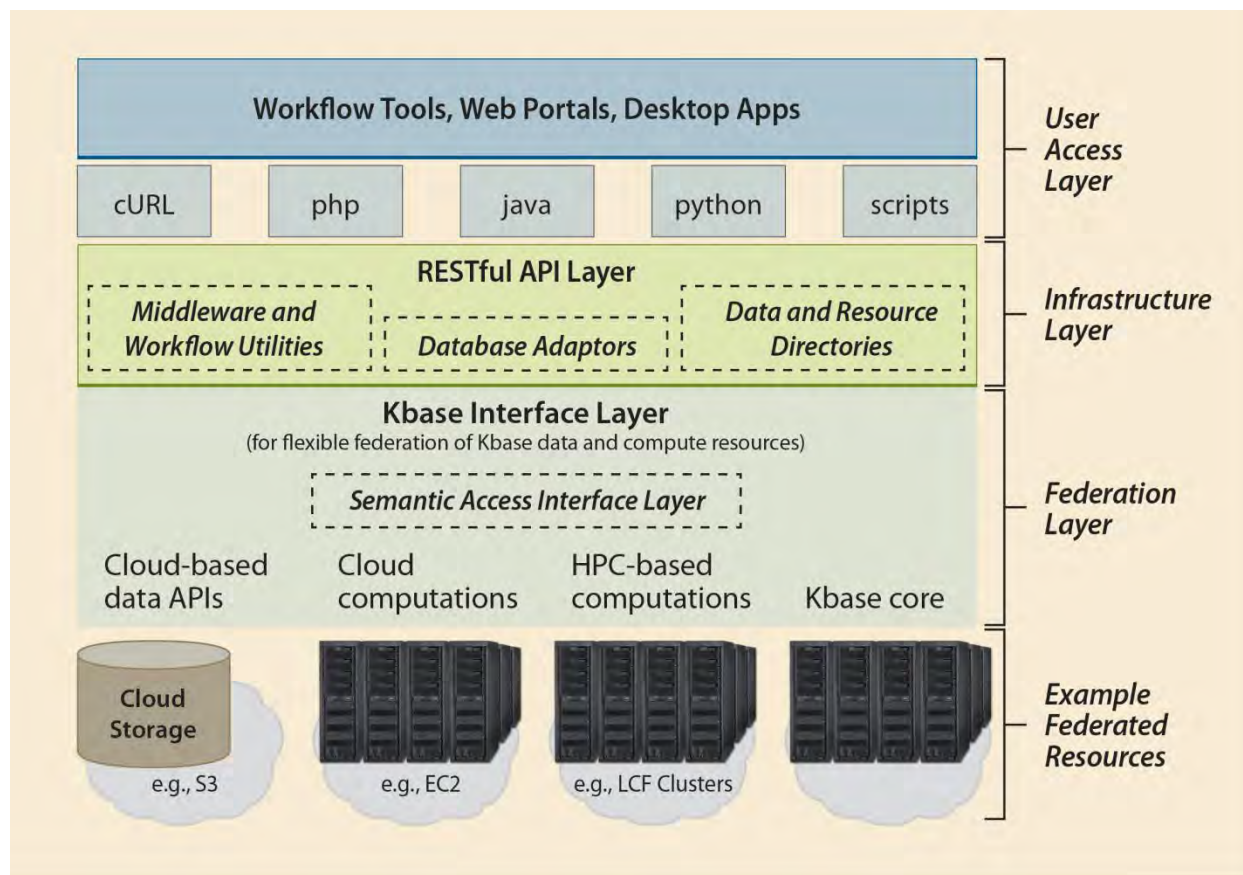 Workflow Tools, Web Portals, Desktop Apps
cURL
php
java
python
scripts
User
Access
Layer
RESTful API Layer
Middleware and
Workflow Utilities
Database Adaptors
Data and Resource
Directories
Infrastructure
Layer
Kbase Interface Layer
(for flexible federation of Kbase data and compute resources)
Semantic Access Interface Layer
Cloud-based
data APIs
Cloud
computations
HPC-based
computations
Kbase core
Federation
Layer
Cloud
Storage
e.g., S3
e.g., EC2
e.g., LCF Clusters
Example
Federated
Resources